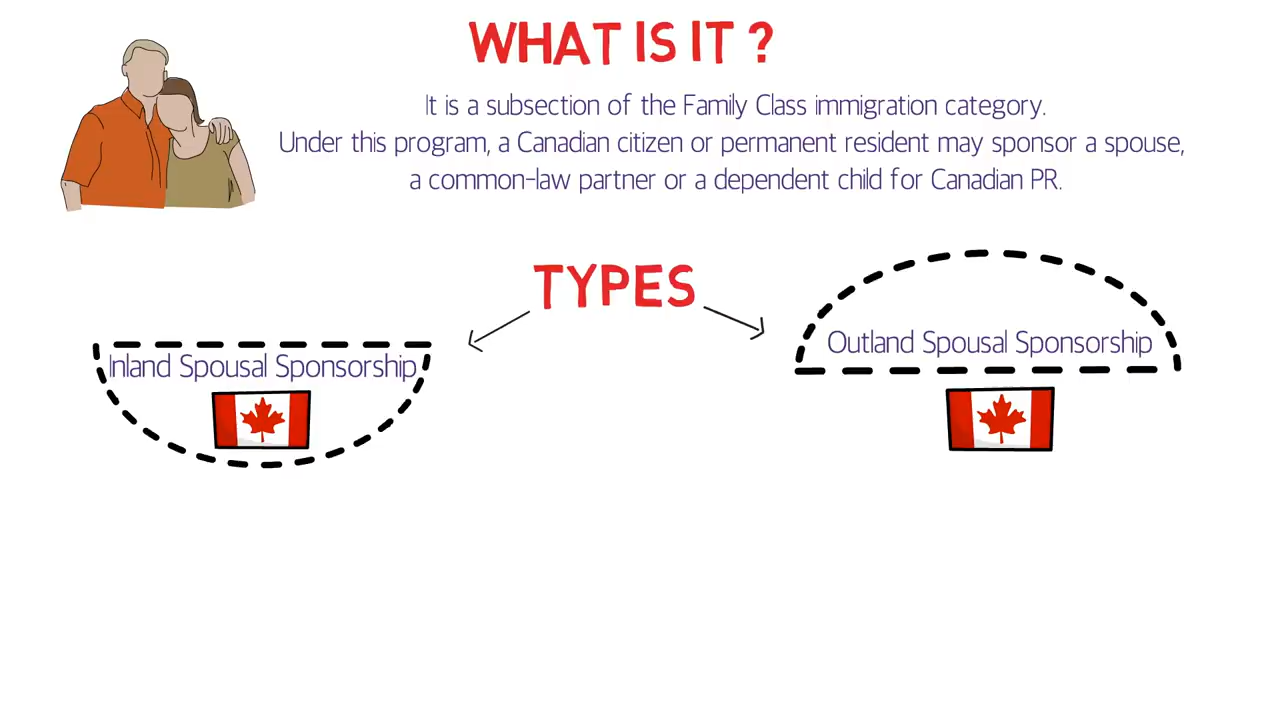 WHAT IS IT ?
It is a subsection of the Family Class immigration category.
Under this program, a Canadian citizen or permanent resident may sponsor a spouse,
a common-law partner or a dependent child for Canadian PR.
TYPES
Inland Spousal Sponsorship
Outland Spousal Sponsorship